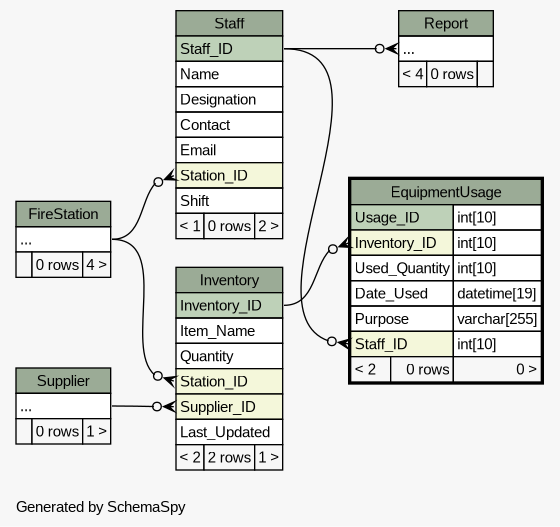 Staff
Staff_ID
Name
Designation
Contact
Email
Station_ID
Shift
< 1 0 rows 2 >
Report
...
< 4 0 rows
FireStation
...
0 rows 4 >
EquipmentUsage
Usage_ID int[10]
Inventory_ID int[10]
Used_Quantity int[10]
Date_Used datetime[19]
Purpose varchar[255]
Staff_ID int[10]
< 2 0 rows 0 >
Inventory
Inventory_ID
Item_Name
Quantity
Station_ID
Supplier_ID
Last_Updated
< 2 2 rows 1 >
Supplier
...
0 rows 1 >
Generated by SchemaSpy